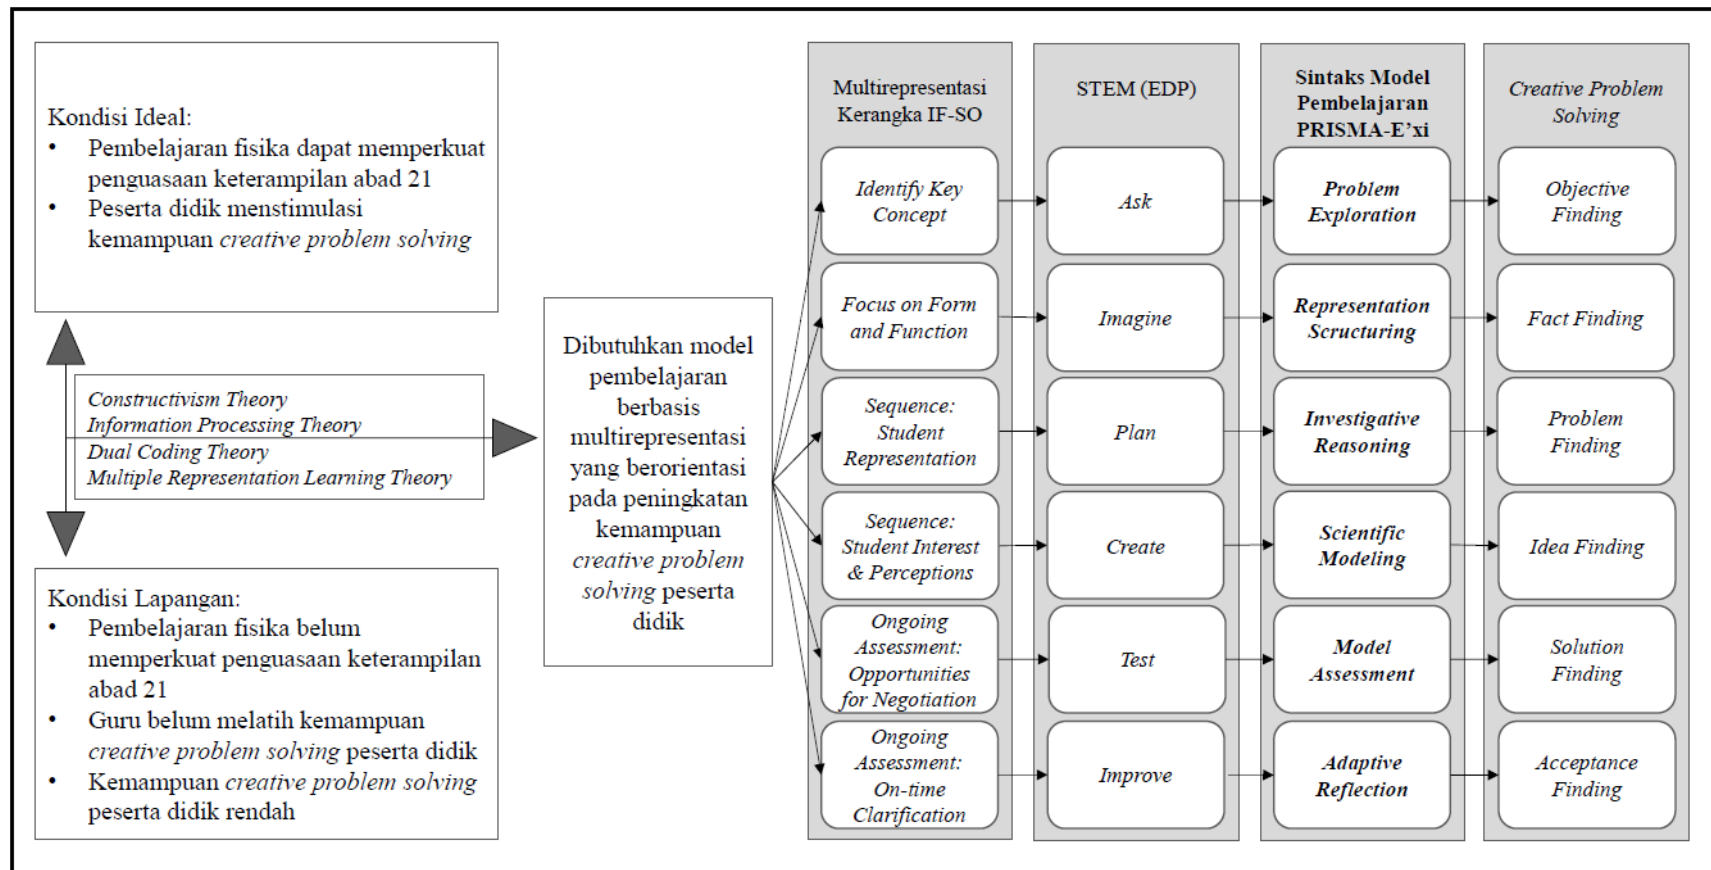 Kondisi Ideal:
• Pembelajaran fisika dapat memperkuat
penguasaan keterampilan abad 21
• Peserta didik menstimulasi
kemampuan creative problem solving
Constructivism Theory
Information Processing Theory
Dual Coding Theory
Multiple Representation Learning Theory
Kondisi Lapangan:
• Pembelajaran fisika belum
memperkuat penguasaan keterampilan
abad 21
• Guru belum melatih kemampuan
creative problem solving peserta didik
• Kemampuan creative problem solving
peserta didik rendah
Dibutuhkan model
pembelajaran
berbasis
multirepresentasi
yang berorientasi
pada peningkatan
kemampuan
creative problem
solving peserta
didik
Multirepresentasi
Kerangka IF-SO
Identify Key
Concept
Focus on Form
and Function
Sequence:
Student
Representation
Sequence:
Student Interest
& Perceptions
Ongoing
Assessment:
Opportunities
for Negotiation
Ongoing
Assessment:
On-time
Clarification
STEM (EDP)
Ask
Imagine
Plan
Create
Test
Improve
Sintaks Model
Pembelajaran
PRISMA-E’xi
Problem
Exploration
Representation
Scructuring
Investigative
Reasoning
Scientific
Modeling
Model
Assessment
Adaptive
Reflection
Creative Problem
Solving
Objective
Finding
Fact Finding
Problem
Finding
Idea Finding
Solution
Finding
Acceptance
Finding